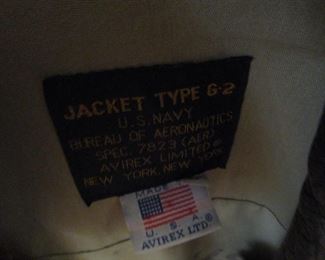 JACKET TYPE G-2
U.S. NAVY
BUREAU OF AERONAUTICS
SPEC. 7823 (AER)
AVIREX LIMITED®
NEW YORK, NEW YORK
MADE
U. S. A.
AVIREX LTD.®